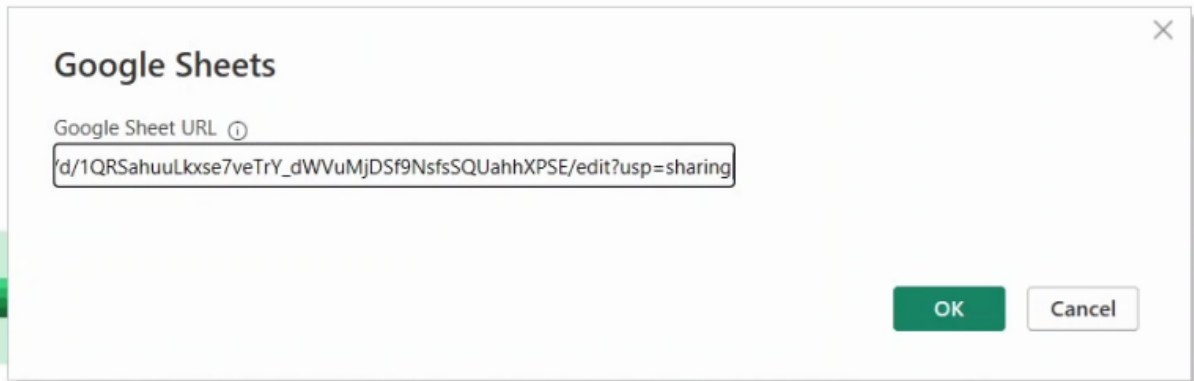 Google Sheets
Google Sheet URL
/d/1QRSahuuLkxse7veTrY_dWVuMjDSf9NsfsSQUahhXPSE/edit?usp=sharing
OK
Cancel